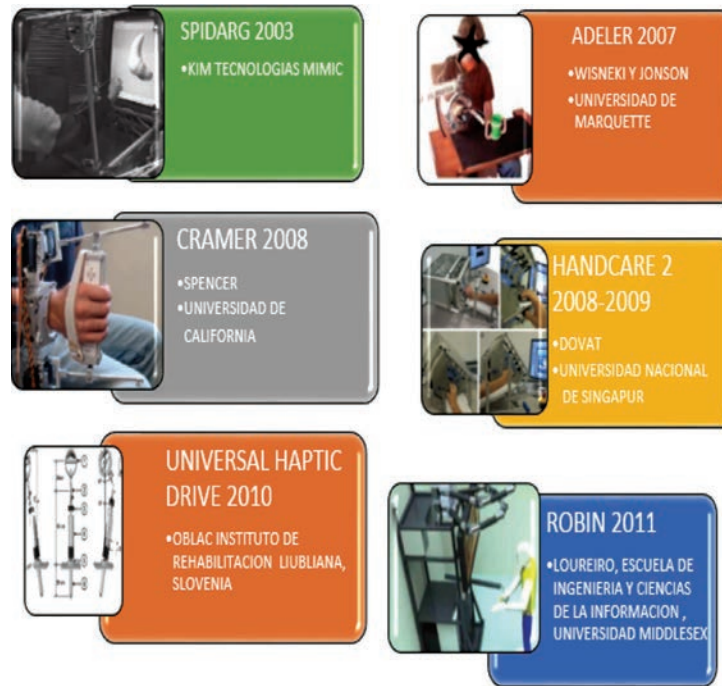 SPIDARG 2003
•KIM TECNOLOGIAS MIMIC
ADELER 2007
•WISNEKI Y JONSON
•UNIVERSIDAD DE
MARQUETTE
CRAMER 2008
•SPENCER
•UNIVERSIDAD DE
CALIFORNIA
HANDCARE 2
2008-2009
•DOVAT
•UNIVERSIDAD NACIONAL
DE SINGAPUR
UNIVERSAL HAPTIC
DRIVE 2010
•OBLAC INSTITUTO DE
REHABILITACION LIUBLIANA,
SLOVENIA
ROBIN 2011
•LOUREIRO, ESCUELA DE
INGENIERIA Y CIENCIAS
DE LA INFORMACION ,
UNIVERSIDAD MIDDLESEX